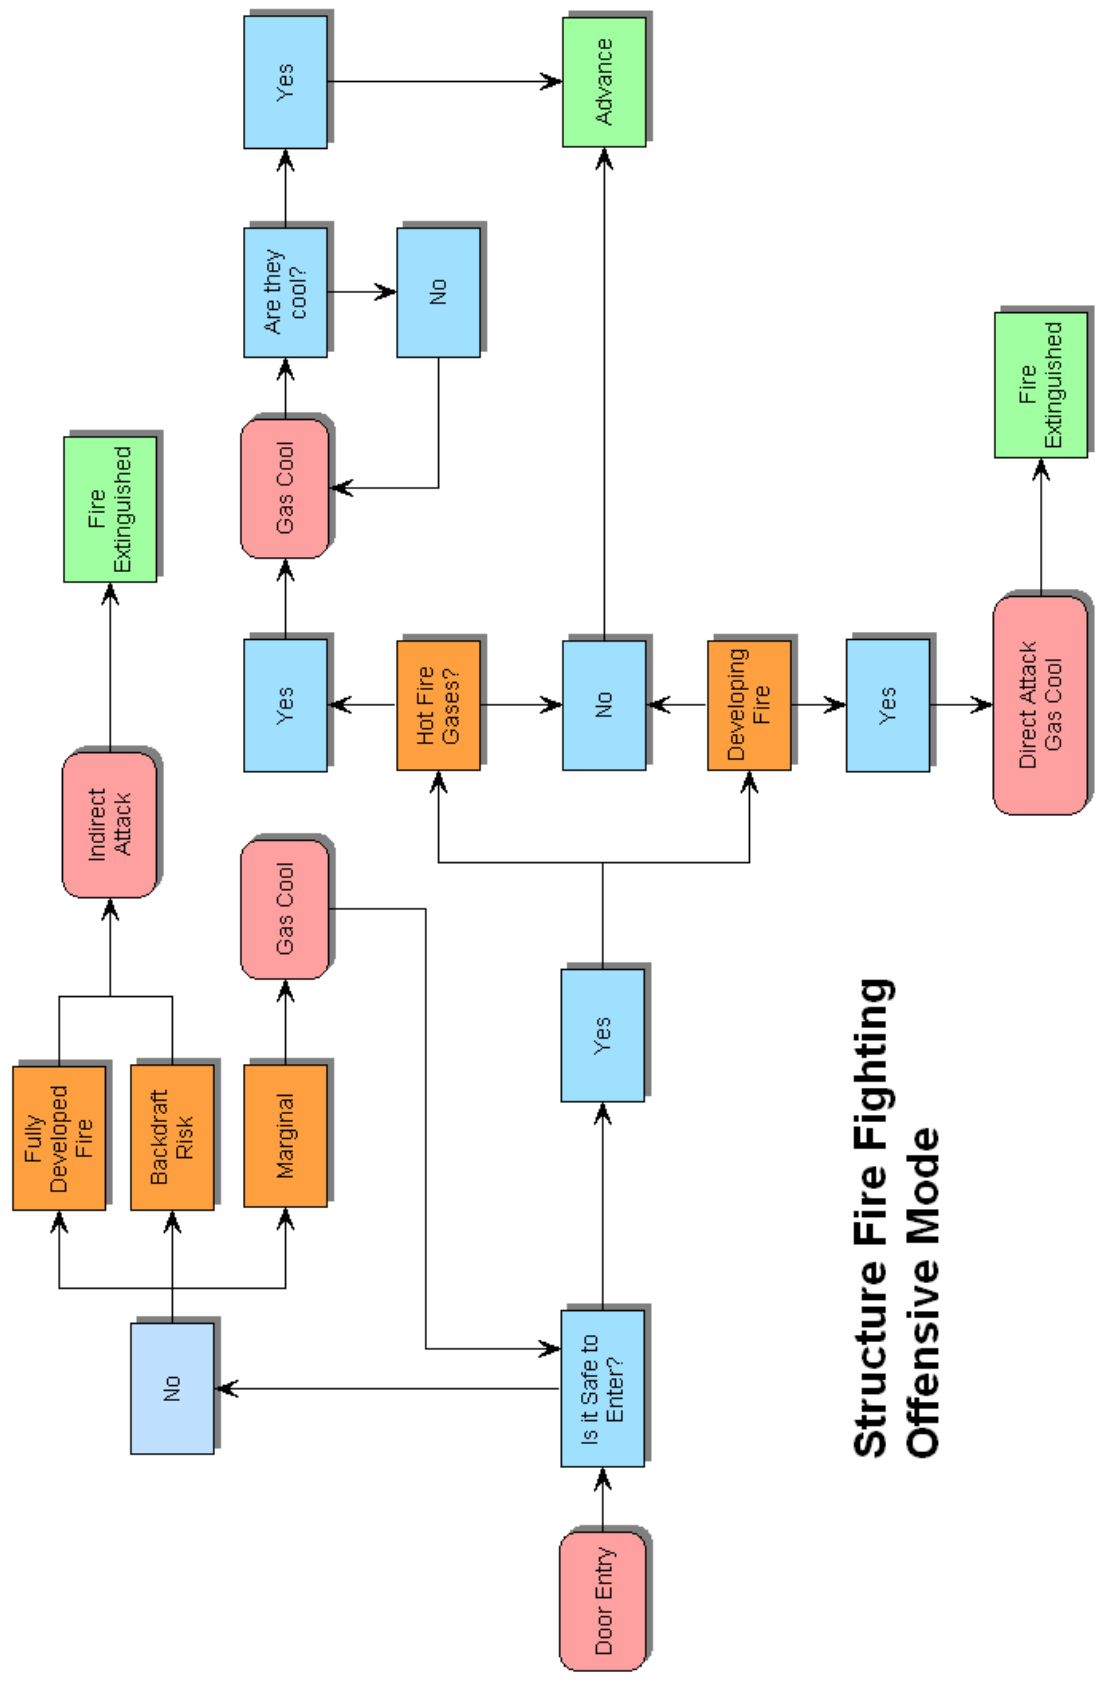 Fully
Developed
Fire
Indirect
Attack
Fire
Extinguished
No
Backdraft
Risk
Marginal
Gas Cool
Yes
Gas Cool
Are they
cool?
Yes
Hot Fire
Gases?
No
Door Entry
Is it Safe to
Enter?
Yes
No
Advance
Developing
Fire
Yes
Direct Attack
Gas Cool
Fire
Extinguished
Structure Fire Fighting
Offensive Mode